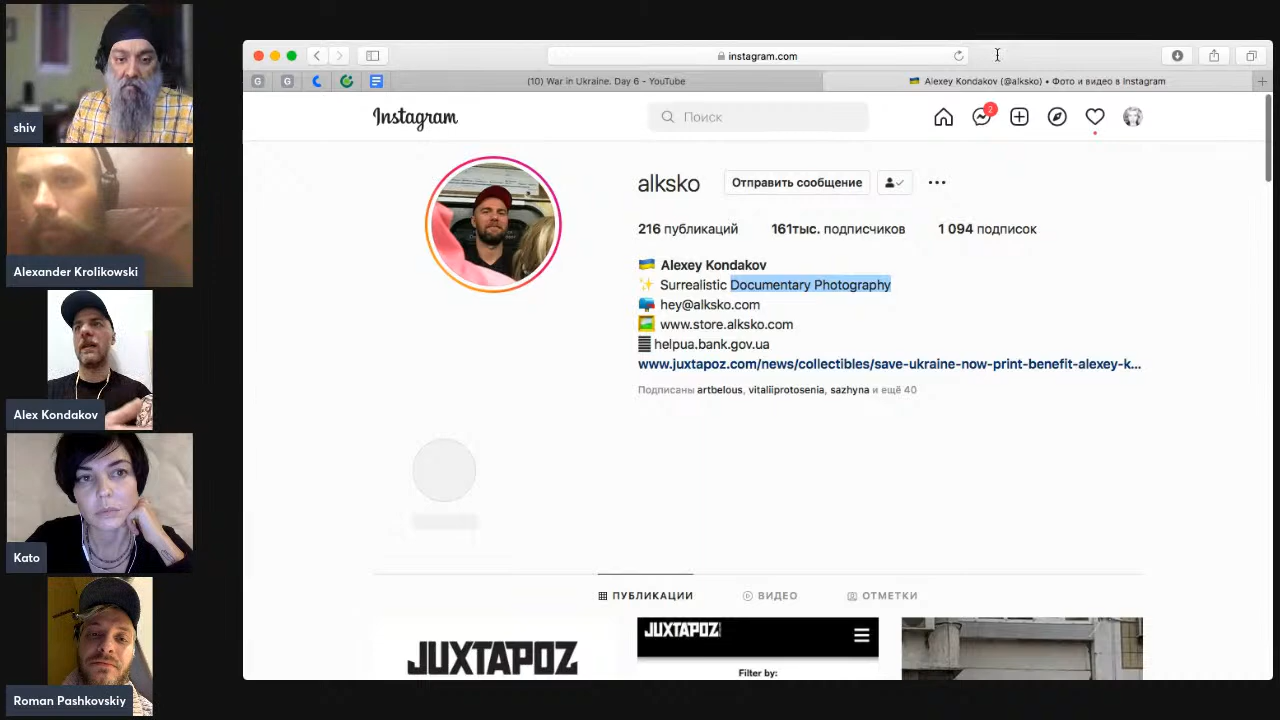 shiv
Alexander Krolikowski
Alex Kondakov
Kato
Roman Pashkovskiy
instagram.com
G
G
(10) War in Ukraine. Day 6 - YouTube
Alexey Kondakov (@alksko) • Фото и видео в Instagram
Instagram
Поиск
2
alksko
Отправить сообщение
216 публикаций 161тыс. подписчиков 1 094 подписок
Alexey Kondakov
Surrealistic Documentary Photography
hey@alksko.com
www.store.alksko.com
helpua.bank.gov.ua
www.juxtapoz.com/news/collectibles/save-ukraine-now-print-benefit-alexey-k...
Подписаны artbelous, vitaliiprotosenia, sazhyna и ещё 40
ПУБЛИКАЦИИ
ВИДЕО
ОТМЕТКИ
JUXTAPOZ
JUXTAPOZ
Filter by: